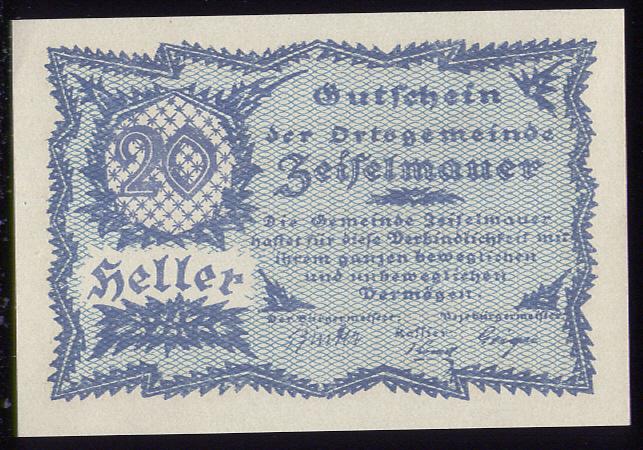 20
Heller
Gutschein
der Ortsgemeinde
Zeiselmauer
Die Gemeinde Zeiselmauer
haftet für diese Verbindlichkeit mit
ihrem ganzen beweglichen
und unbeweglichen
Vermögen.
Der Bürgermeister: Kassier: Vizebürgermeister: